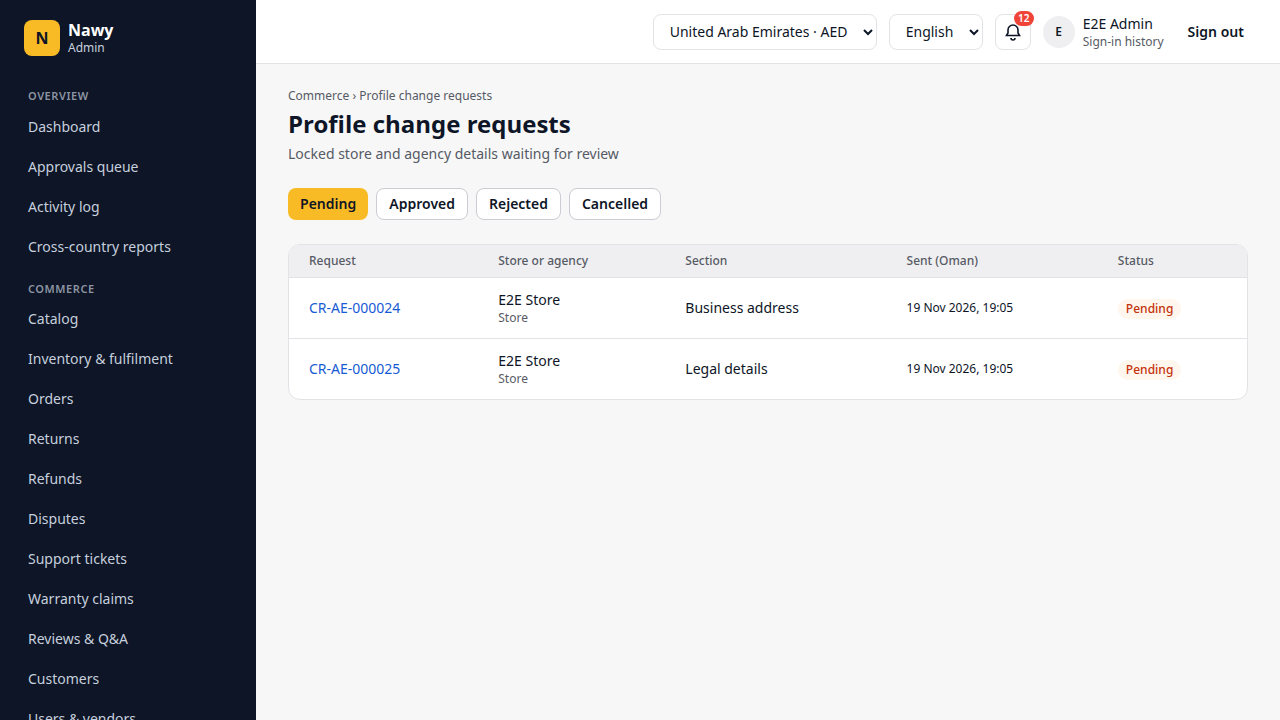 N
Nawy
Admin
United Arab Emirates · AED
English
12
E
E2E Admin
Sign-in history
Sign out
OVERVIEW
Dashboard
Approvals queue
Activity log
Cross-country reports
COMMERCE
Catalog
Inventory & fulfilment
Orders
Returns
Refunds
Disputes
Support tickets
Warranty claims
Reviews & Q&A
Customers
Users & vendors
Commerce › Profile change requests
Profile change requests
Locked store and agency details waiting for review
Pending
Approved
Rejected
Cancelled
Request
Store or agency
Section
Sent (Oman)
Status
CR-AE-000024
E2E Store
Store
Business address
19 Nov 2026, 19:05
Pending
CR-AE-000025
E2E Store
Store
Legal details
19 Nov 2026, 19:05
Pending